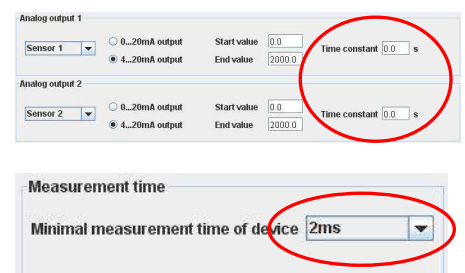 Analog output 1
Sensor 1 0...20mA output Start value 0.0 Time constant 0.0 s
4...20mA output End value 2000.0
Analog output 2
Sensor 2 0...20mA output Start value 0.0 Time constant 0.0 s
4...20mA output End value 2000.0
Measurement time
Minimal measurement time of device 2ms